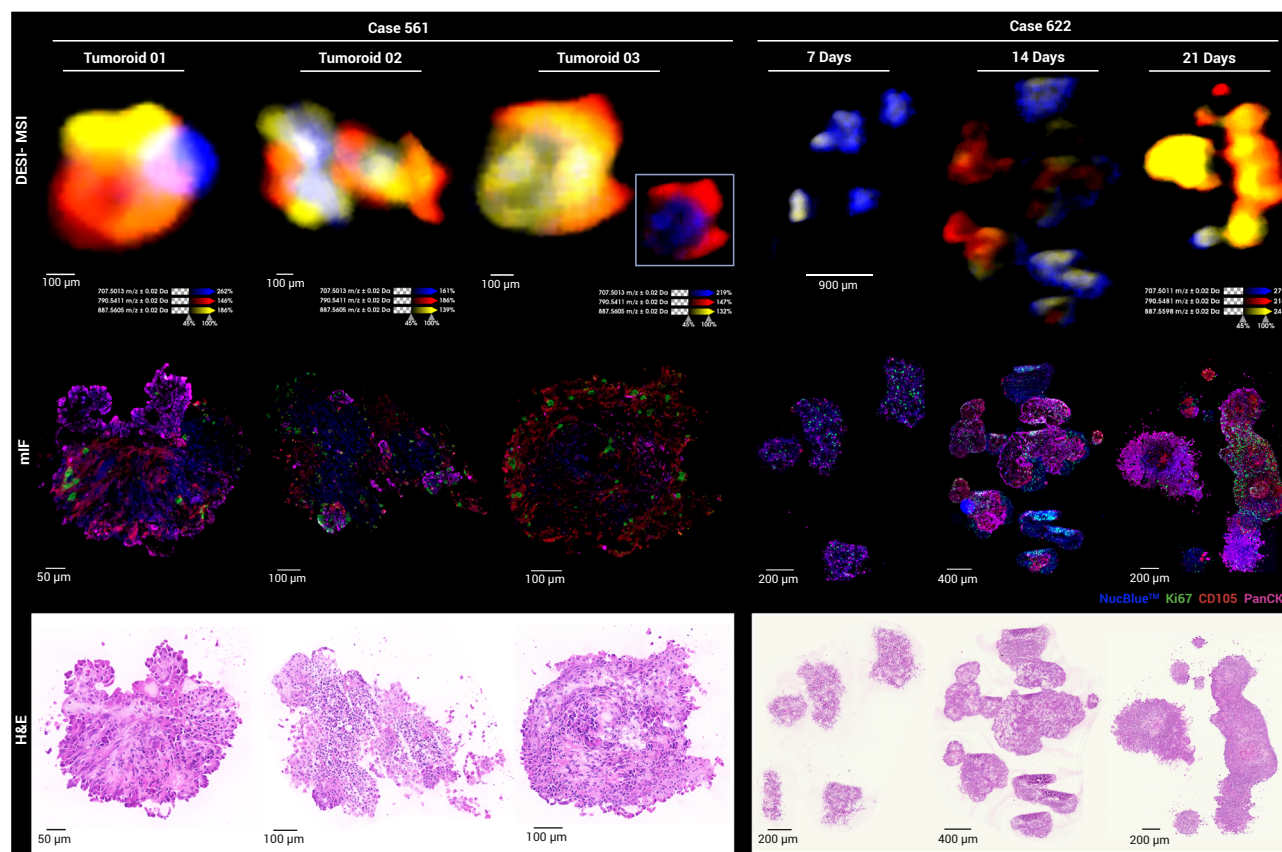 Case 561
Case 622
Tumoroid 01
Tumoroid 02
Tumoroid 03
7 Days
14 Days
21 Days
DESI- MSI
100 µm
100 µm
100 µm
900 µm
707.5013 m/z ± 0.02 Da 262%
790.5411 m/z ± 0.02 Da 146%
887.5605 m/z ± 0.02 Da 186%
45% 100%
707.5013 m/z ± 0.02 Da 161%
790.5411 m/z ± 0.02 Da 186%
887.5605 m/z ± 0.02 Da 139%
45% 100%
707.5013 m/z ± 0.02 Da 219%
790.5411 m/z ± 0.02 Da 147%
887.5605 m/z ± 0.02 Da 132%
45% 100%
707.5011 m/z ± 0.02 Da
790.5481 m/z ± 0.02 Da
887.5598 m/z ± 0.02 Da
45% 100%
mIF
50 µm
100 µm
100 µm
200 µm
400 µm
200 µm
NucBlue™ Ki67 CD105 PanCK
H&E
50 µm
100 µm
100 µm
200 µm
400 µm
200 µm